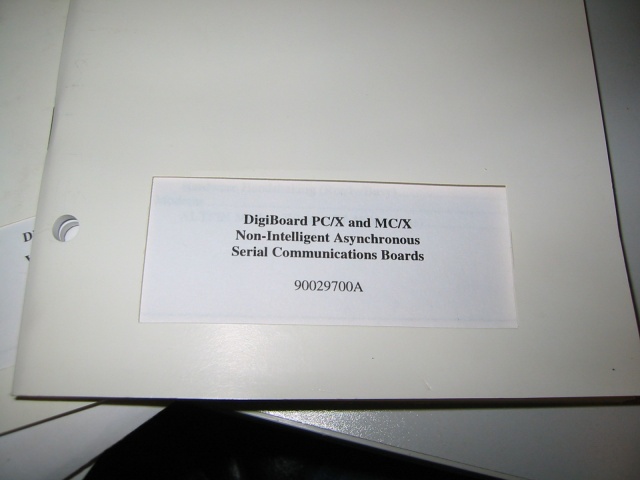 DigiBoard PC/X and MC/X
Non-Intelligent Asynchronous
Serial Communications Boards
90029700A